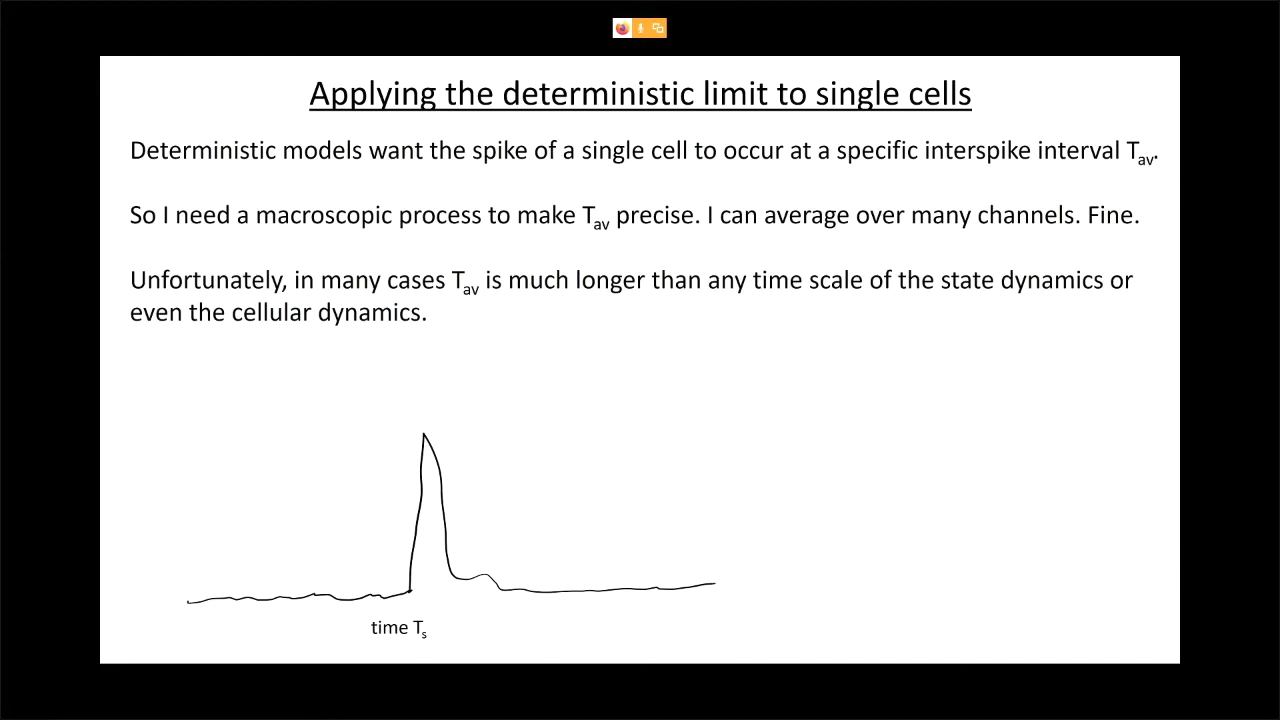 Applying the deterministic limit to single cells
Deterministic models want the spike of a single cell to occur at a specific interspike interval Tav.
So I need a macroscopic process to make Tav precise. I can average over many channels. Fine.
Unfortunately, in many cases Tav is much longer than any time scale of the state dynamics or
even the cellular dynamics.
time Ts